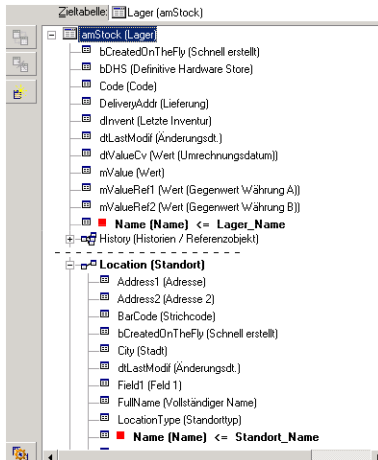 Zieltabelle: Lager (amStock)
amStock (Lager)
bCreatedOnTheFly (Schnell erstellt)
bDHS (Definitive Hardware Store)
Code (Code)
DeliveryAddr (Lieferung)
dInvent (Letzte Inventur)
dtLastModif (Änderungsdt.)
dtValueCv (Wert (Umrechnungsdatum))
mValue (Wert)
mValueRef1 (Wert (Gegenwert Währung A))
mValueRef2 (Wert (Gegenwert Währung B))
Name (Name) <= Lager_Name
History (Historien / Referenzobjekt)
Location (Standort)
Address1 (Adresse)
Address2 (Adresse 2)
BarCode (Strichcode)
bCreatedOnTheFly (Schnell erstellt)
City (Stadt)
dtLastModif (Änderungsdt.)
Field1 (Feld 1)
FullName (Vollständiger Name)
LocationType (Standorttyp)
Name (Name) <= Standort_Name